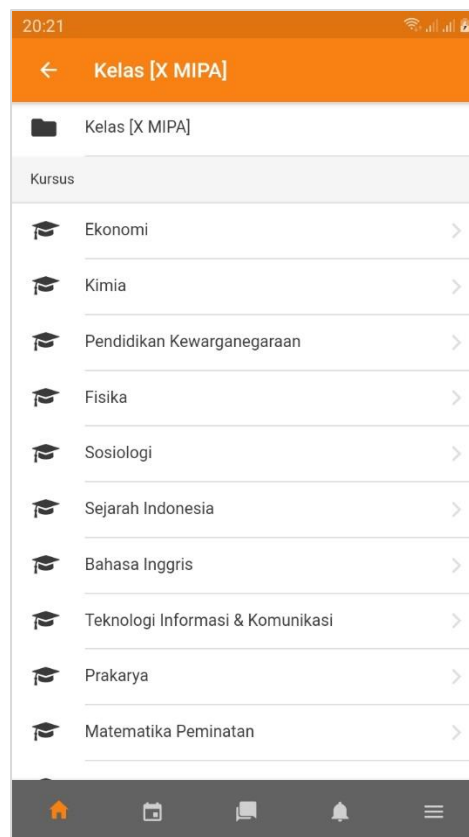 20:21
Kelas [X MIPA]
Kelas [X MIPA]
Kursus
Ekonomi
Kimia
Pendidikan Kewarganegaraan
Fisika
Sosiologi
Sejarah Indonesia
Bahasa Inggris
Teknologi Informasi & Komunikasi
Prakarya
Matematika Peminatan